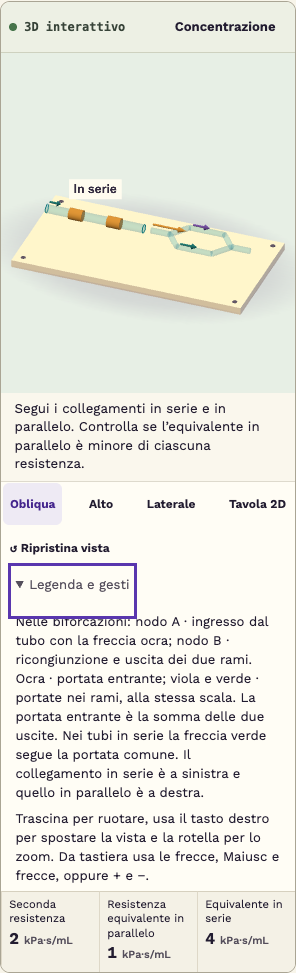 3D interattivo
Concentrazione
In serie
Segui i collegamenti in serie e in
parallelo. Controlla se l'equivalente in
parallelo è minore di ciascuna
resistenza.
Obliqua
Alto
Laterale
Tavola 2D
↺ Ripristina vista
▼ Legenda e gesti
Nelle biforcazioni: nodo A · ingresso dal
tubo con la freccia ocra; nodo B ·
ricongiunzione e uscita dei due rami.
Ocra · portata entrante; viola e verde ·
portate nei rami, alla stessa scala. La
portata entrante è la somma delle due
uscite. Nei tubi in serie la freccia verde
segue la portata comune. Il
collegamento in serie è a sinistra e
quello in parallelo è a destra.
Trascina per ruotare, usa il tasto destro
per spostare la vista e la rotella per lo
zoom. Da tastiera usa le frecce, Maiusc e
frecce, oppure + e −.
Seconda
resistenza
2 kPa·s/mL
Resistenza
equivalente in
parallelo
1 kPa·s/mL
Equivalente in
serie
4 kPa·s/mL